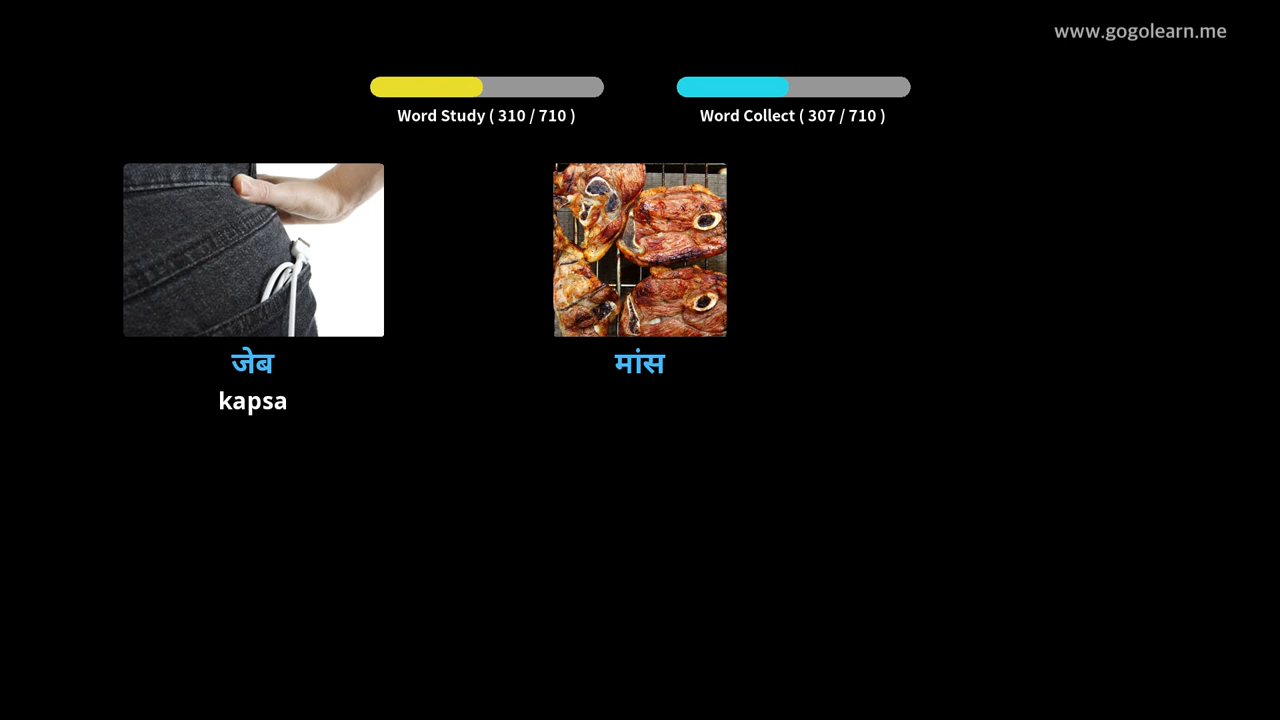 www.gogolearn.me
Word Study ( 310 / 710 )
Word Collect ( 307 / 710 )
जेब
kapsa
मांस